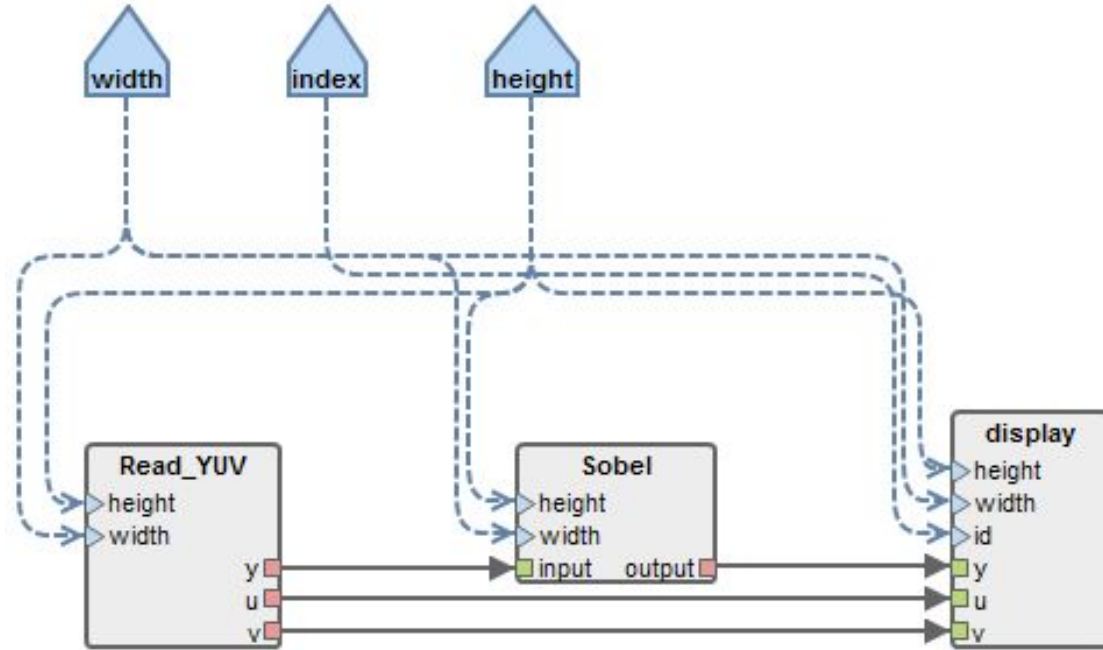 width
index
height
Read_YUV
height
width
y
u
v
Sobel
height
width
input output
display
height
width
id
y
u
v